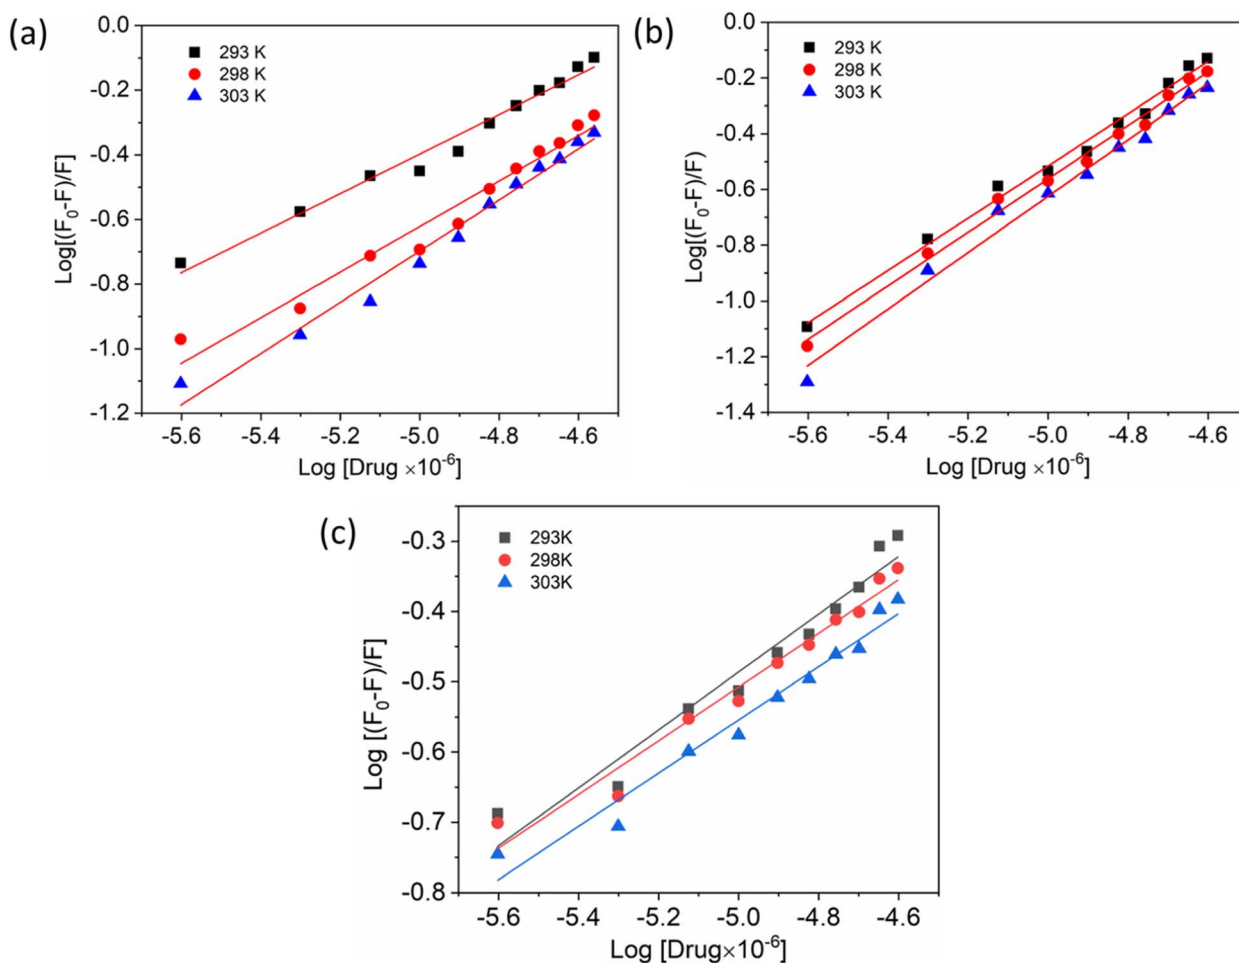 (a)
Log[(F₀-F)/F]
0.0
-0.2
-0.4
-0.6
-0.8
-1.0
-1.2
293 K
298 K
303 K
-5.6 -5.4 -5.2 -5.0 -4.8 -4.6
Log [Drug ×10⁻⁶]
(b)
Log[(F₀-F)/F)
0.0
-0.2
-0.4
-0.6
-0.8
-1.0
-1.2
-1.4
293 K
298 K
303 K
-5.6 -5.4 -5.2 -5.0 -4.8 -4.6
Log [Drug ×10⁻⁶]
(c)
Log [(F₀-F)/F]
-0.3
-0.4
-0.5
-0.6
-0.7
-0.8
293K
298K
303K
-5.6 -5.4 -5.2 -5.0 -4.8 -4.6
Log [Drug×10⁻⁶]